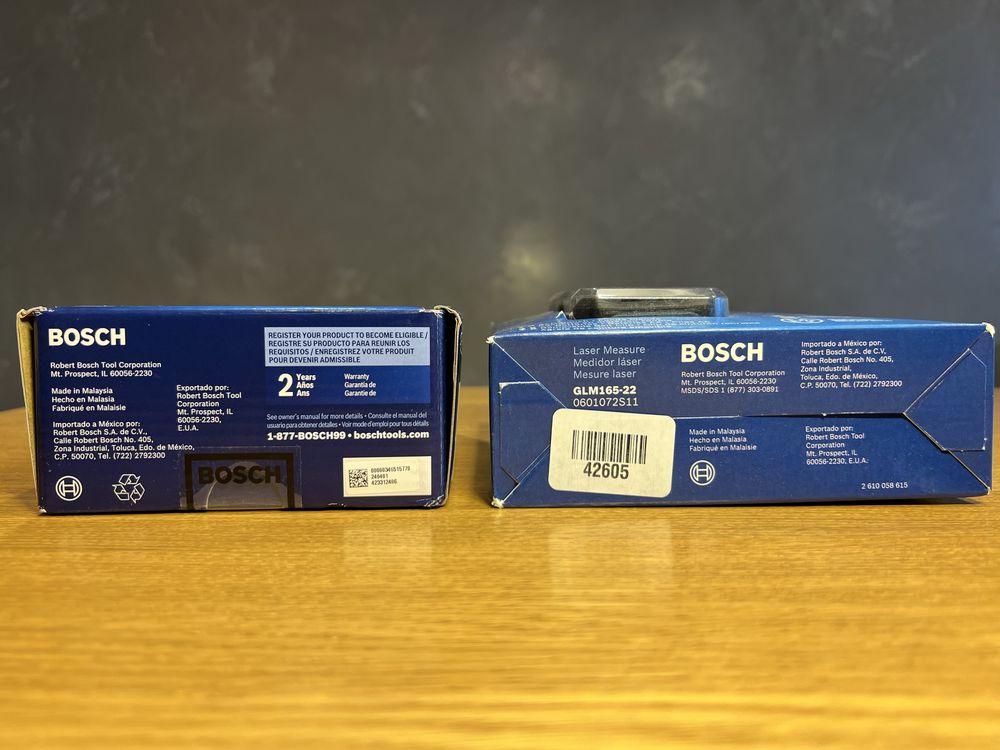 BOSCH
Robert Bosch Tool Corporation
Mt. Prospect, IL 60056-2230
Made in Malaysia
Hecho en Malasia
Fabriqué en Malaisie
Importado a México por:
Robert Bosch S.A. de C.V.,
Calle Robert Bosch No. 405,
Zona Industrial, Toluca, Edo. de México,
C.P. 50070, Tel. (722) 2792300
Exportado por:
Robert Bosch Tool
Corporation
Mt. Prospect, IL
60056-2230,
E.U.A.
REGISTER YOUR PRODUCT TO BECOME ELIGIBLE /
REGISTRE SU PRODUCTO PARA REUNIR LOS
REQUISITOS / ENREGISTREZ VOTRE PRODUIT
POUR DEVENIR ADMISSIBLE
2 Years Warranty
Años Garantía de
Ans Garantie de
See owner's manual for more details • Consulte el manual del
usuario para obtener detalles • Voir mode d'emploi pour tous détails
1-877-BOSCH99 • boschtools.com
BOSCH
240401
423312486
Laser Measure
Medidor láser
Mesure laser
GLM165-22
0601072S11
42605
BOSCH
Robert Bosch Tool Corporation
Mt. Prospect, IL 60056-2230
MSDS/SDS 1 (877) 303-0891
Importado a México por:
Robert Bosch S.A. de C.V,
Calle Robert Bosch No. 405,
Zona Industrial,
Toluca, Edo. de México,
C.P. 50070, Tel. (722) 2792300
Made in Malaysia
Hecho en Malasia
Fabriqué en Malaisie
Exportado por:
Robert Bosch Tool
Corporation
Mt. Prospect, IL
60056-2230, E.U.A.
2 610 058 615